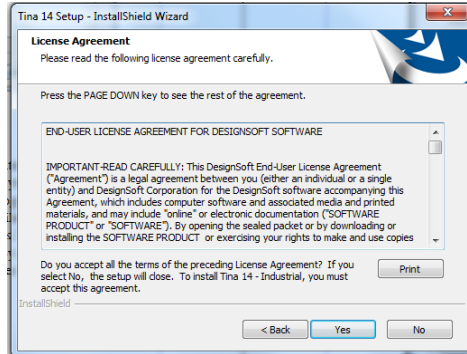 Tina 14 Setup - InstallShield Wizard
License Agreement
Please read the following license agreement carefully.
Press the PAGE DOWN key to see the rest of the agreement.
END-USER LICENSE AGREEMENT FOR DESIGNSOFT SOFTWARE
IMPORTANT-READ CAREFULLY: This DesignSoft End-User License Agreement
("Agreement") is a legal agreement between you (either an individual or a single
entity) and DesignSoft Corporation for the DesignSoft software accompanying this
Agreement, which includes computer software and associated media and printed
materials, and may include "online" or electronic documentation ("SOFTWARE
PRODUCT" or "SOFTWARE"). By opening the sealed packet or by downloading or
installing the SOFTWARE PRODUCT or exercising your rights to make and use copies
Do you accept all the terms of the preceding License Agreement? If you
select No, the setup will close. To install Tina 14 - Industrial, you must
accept this agreement.
Print
InstallShield
< Back
Yes
No